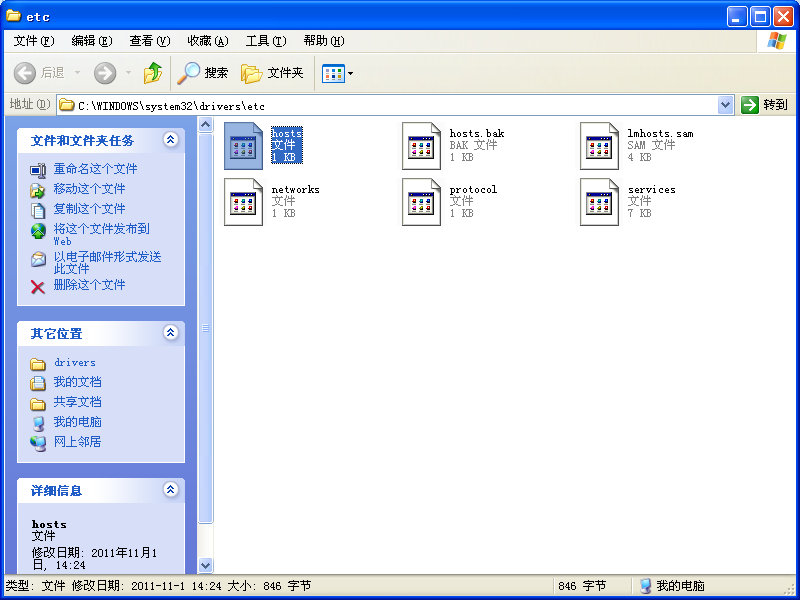 etc
文件(F) 编辑(E) 查看(V) 收藏(A) 工具(T) 帮助(H)
后退 搜索 文件夹
地址(D) C:\WINDOWS\system32\drivers\etc 转到
文件和文件夹任务
重命名这个文件
移动这个文件
复制这个文件
将这个文件发布到
Web
以电子邮件形式发送
此文件
删除这个文件
其它位置
drivers
我的文档
共享文档
我的电脑
网上邻居
详细信息
hosts
文件
修改日期: 2011年11月1
日, 14:24
hosts
文件
1 KB
hosts.bak
BAK 文件
1 KB
lmhosts.sam
SAM 文件
4 KB
networks
文件
1 KB
protocol
文件
1 KB
services
文件
7 KB
类型: 文件 修改日期: 2011-11-1 14:24 大小: 846 字节 846 字节 我的电脑